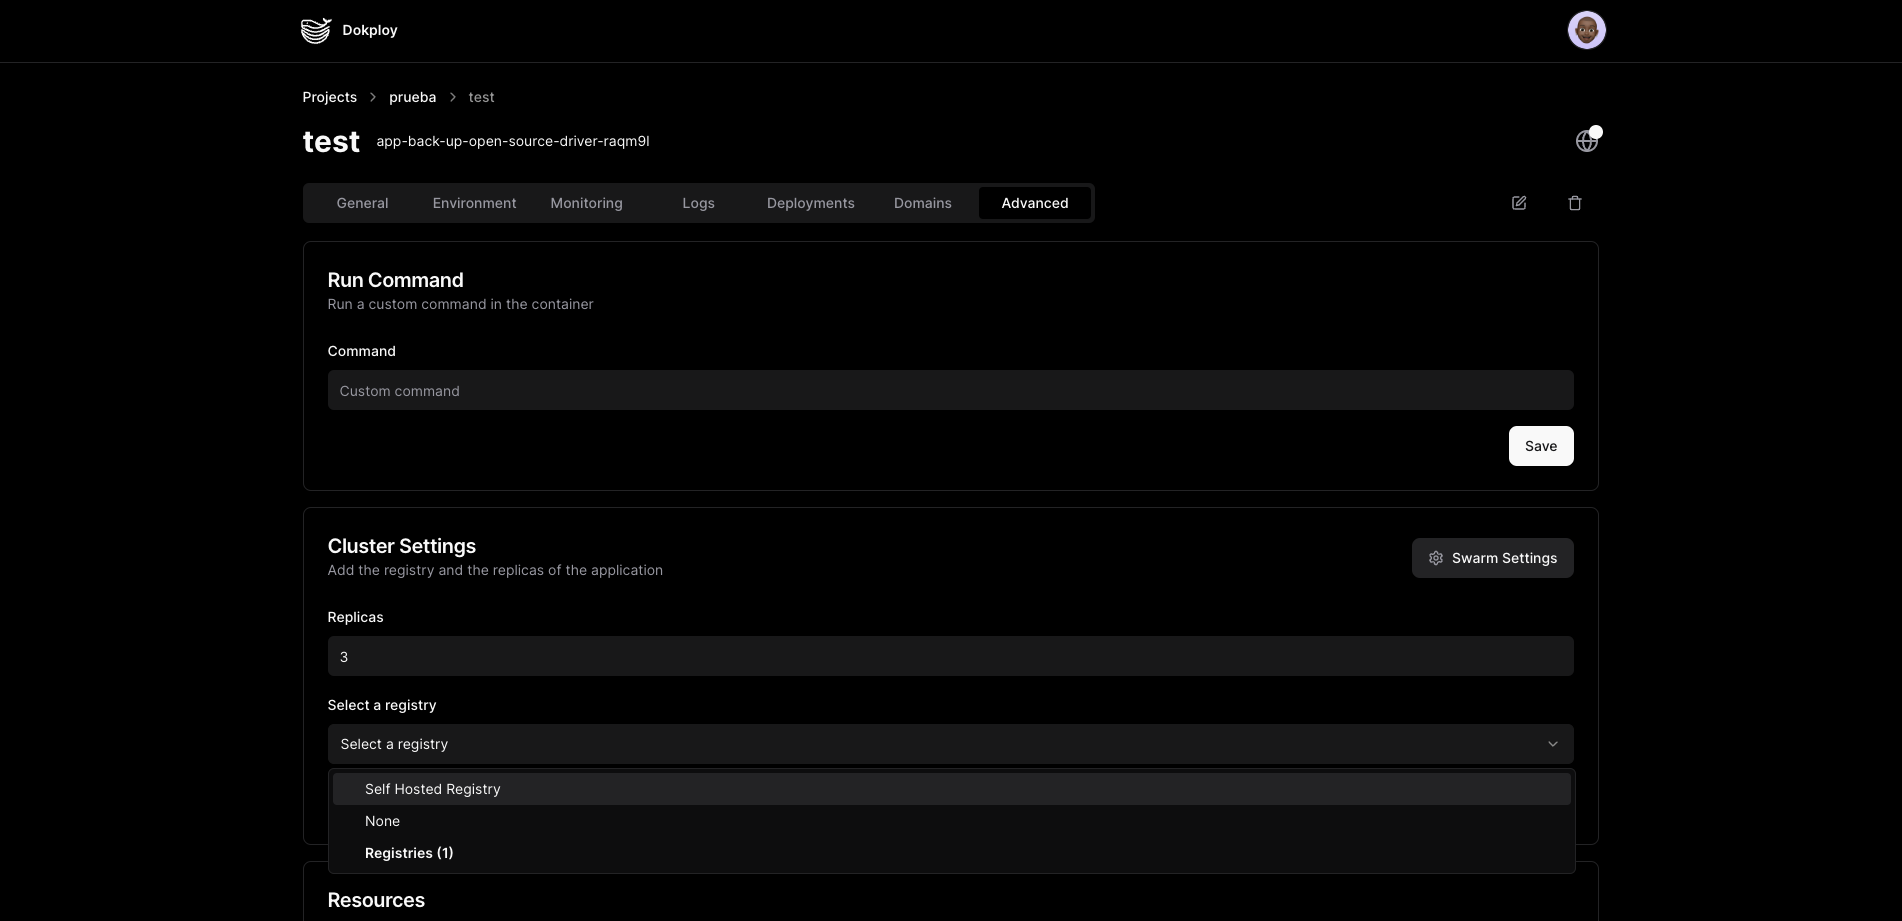 Dokploy
Projects > prueba > test
test app-back-up-open-source-driver-raqm9l
General Environment Monitoring Logs Deployments Domains Advanced
Run Command
Run a custom command in the container
Command
Custom command
Save
Cluster Settings
Add the registry and the replicas of the application
Swarm Settings
Replicas
3
Select a registry
Select a registry
Self Hosted Registry
None
Registries (1)
Resources